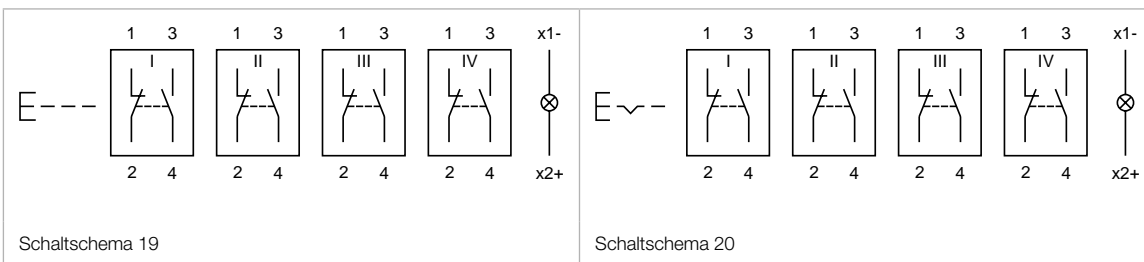 1 3 1 3 1 3 1 3 x1-
I II III IV
2 4 2 4 2 4 2 4 x2+
Schaltschema 19
1 3 1 3 1 3 1 3 x1-
I II III IV
2 4 2 4 2 4 2 4 x2+
Schaltschema 20